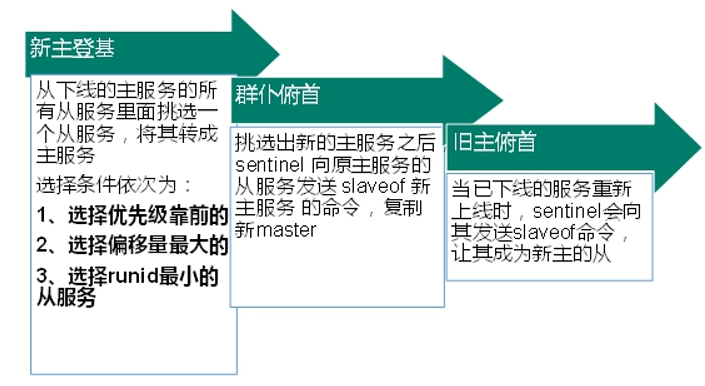 新主登基
从下线的主服务的所
有从服务里面挑选一
个从服务，将其转成
主服务
选择条件依次为：
1、选择优先级靠前的
2、选择偏移量最大的
3、选择runid最小的
从服务
群仆俯首
挑选出新的主服务之后，
sentinel 向原主服务的
从服务发送 slaveof 新
主服务 的命令，复制
新master
旧主俯首
当已下线的服务重新
上线时，sentinel会向
其发送slaveof命令，
让其成为新主的从